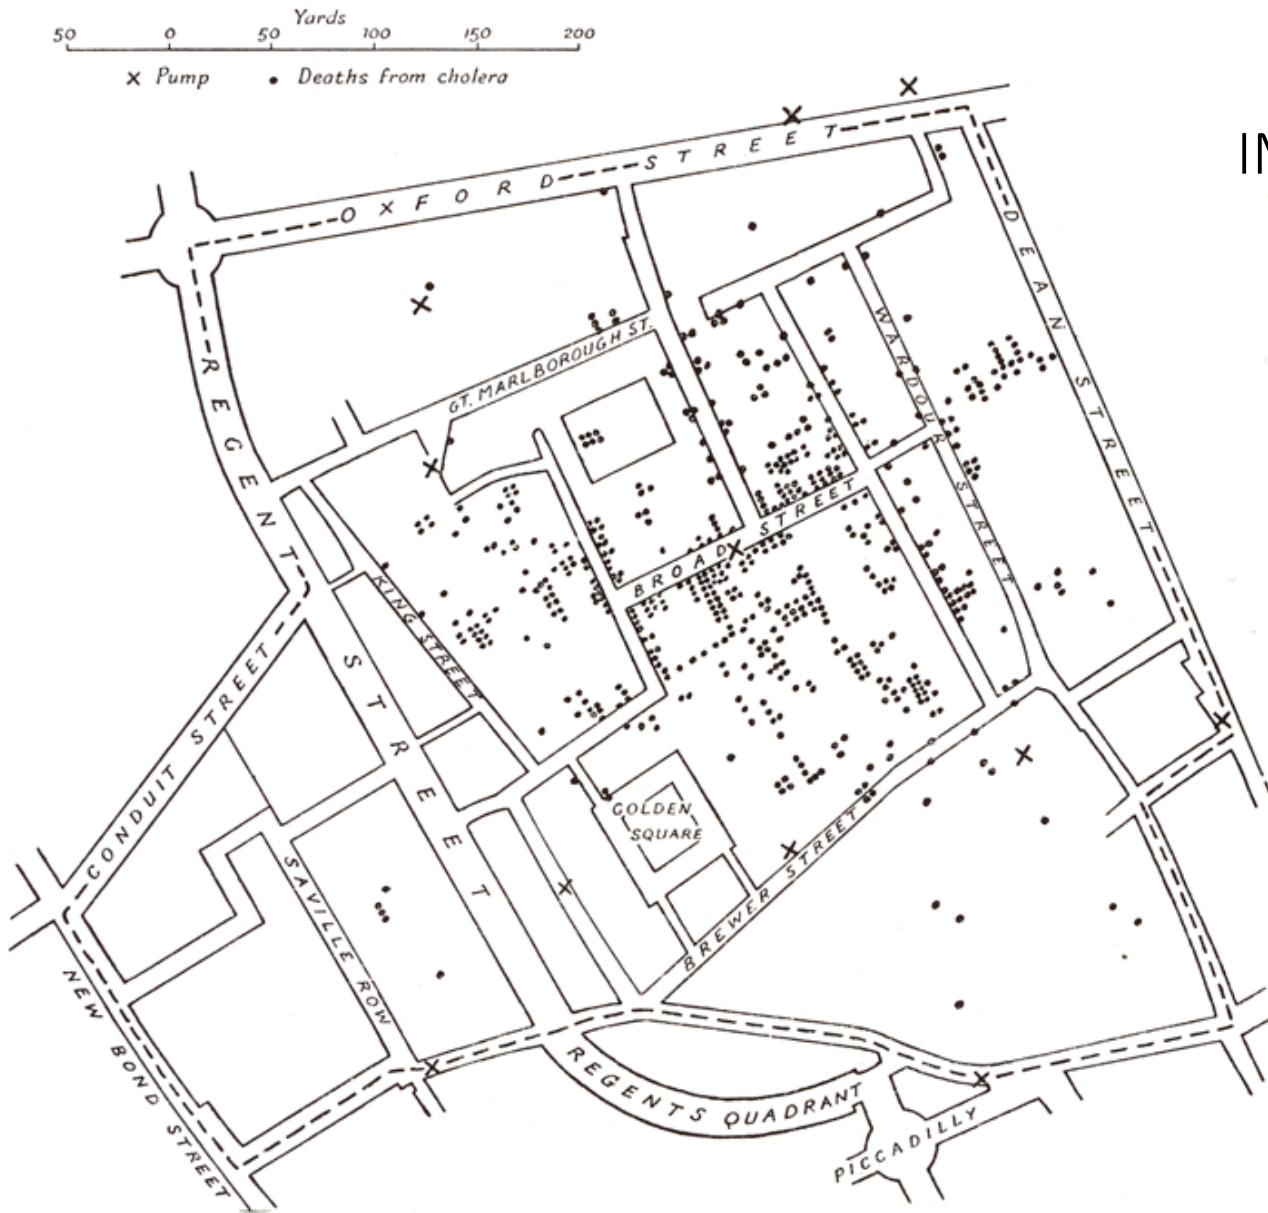 Yards
50 0 50 100 150 200
× Pump • Deaths from cholera
IN
OXFORD STREET
DEAN STREET
REGENT STREET
GT. MARLBOROUGH ST.
WARDOUR STREET
BROAD STREET
KING STREET
CONDUIT STREET
GOLDEN
SQUARE
BREWER STREET
SAVILLE ROW
NEW BOND STREET
REGENTS QUADRANT
PICCADILLY